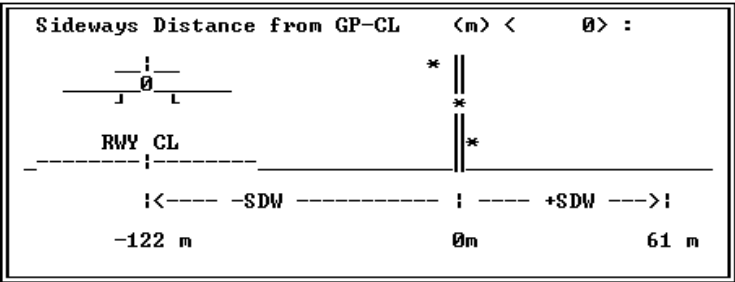 Sideways Distance from GP-CL (m) < 0> :
0
RWY CL
¦<---- -SDW ----------- ¦ ---- +SDW --->¦
-122 m 0m 61 m